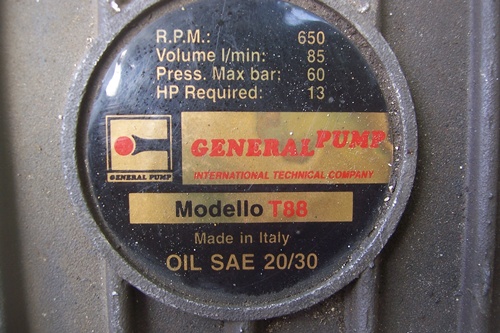 R.P.M.: 650
Volume l/min: 85
Press. Max bar: 60
HP Required: 13
GENERAL PUMP
GENERAL PUMP
INTERNATIONAL TECHNICAL COMPANY
Modello T88
Made in Italy
OIL SAE 20/30